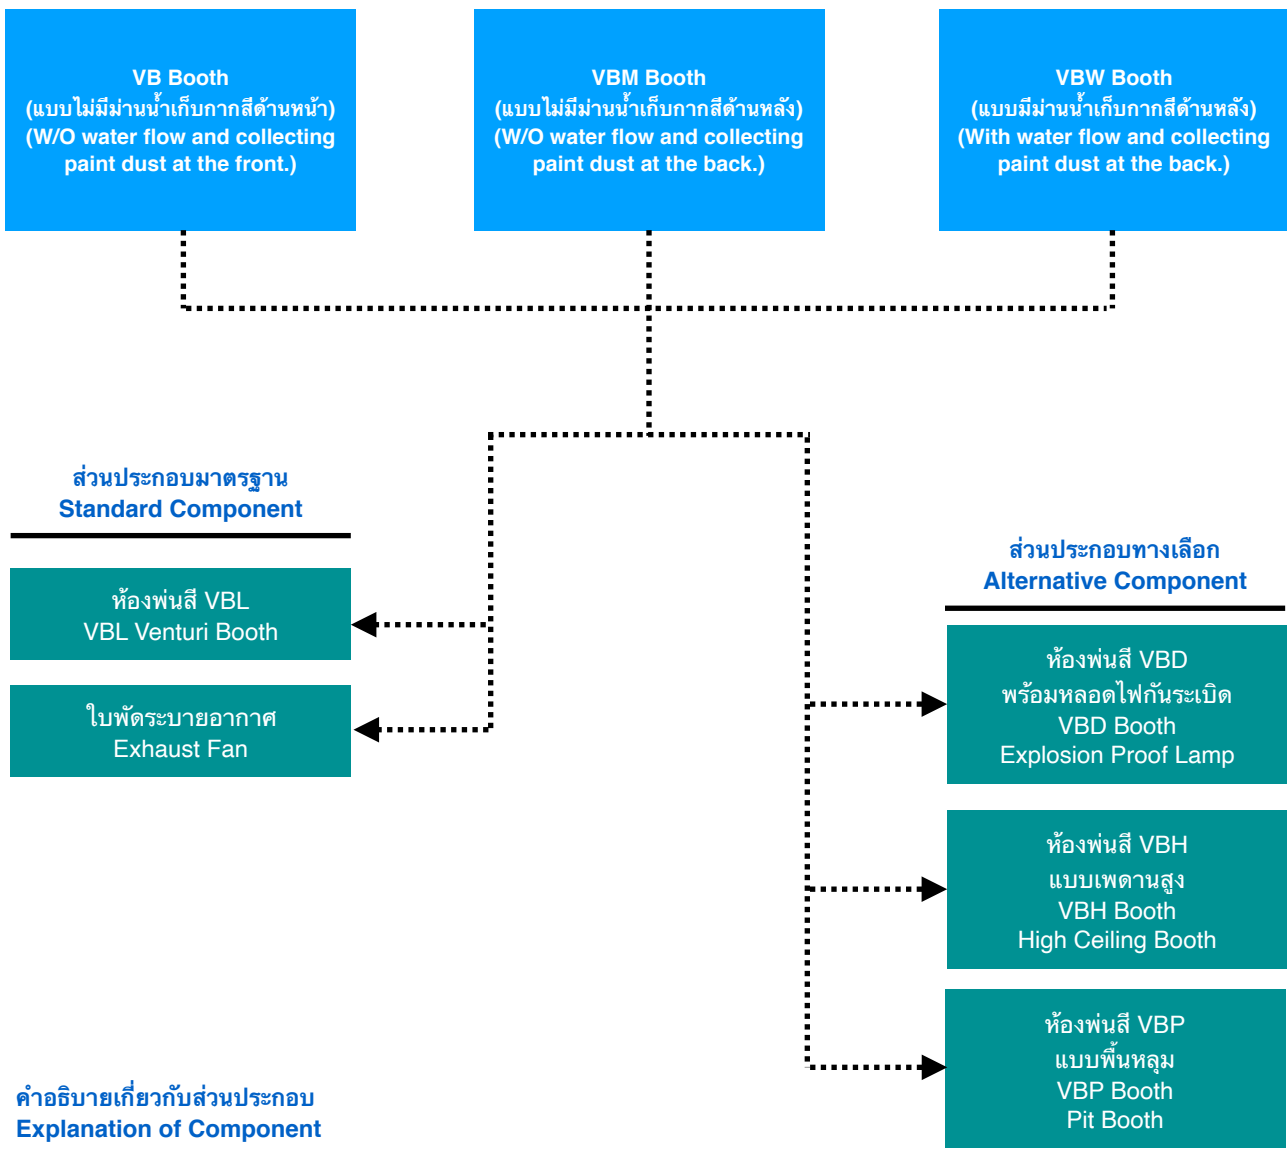 VB Booth
(แบบไม่มีม่านน้ำเก็บกากสีด้านหน้า)
(W/O water flow and collecting
paint dust at the front.)
VBM Booth
(แบบไม่มีม่านน้ำเก็บกากสีด้านหลัง)
(W/O water flow and collecting
paint dust at the back.)
VBW Booth
(แบบมีม่านน้ำเก็บกากสีด้านหลัง)
(With water flow and collecting
paint dust at the back.)
ส่วนประกอบมาตรฐาน
Standard Component
ห้องพ่นสี VBL
VBL Venturi Booth
ใบพัดระบายอากาศ
Exhaust Fan
ส่วนประกอบทางเลือก
Alternative Component
ห้องพ่นสี VBD
พร้อมหลอดไฟกันระเบิด
VBD Booth
Explosion Proof Lamp
ห้องพ่นสี VBH
แบบเพดานสูง
VBH Booth
High Ceiling Booth
ห้องพ่นสี VBP
แบบพื้นหลุม
VBP Booth
Pit Booth
คำอธิบายเกี่ยวกับส่วนประกอบ
Explanation of Component